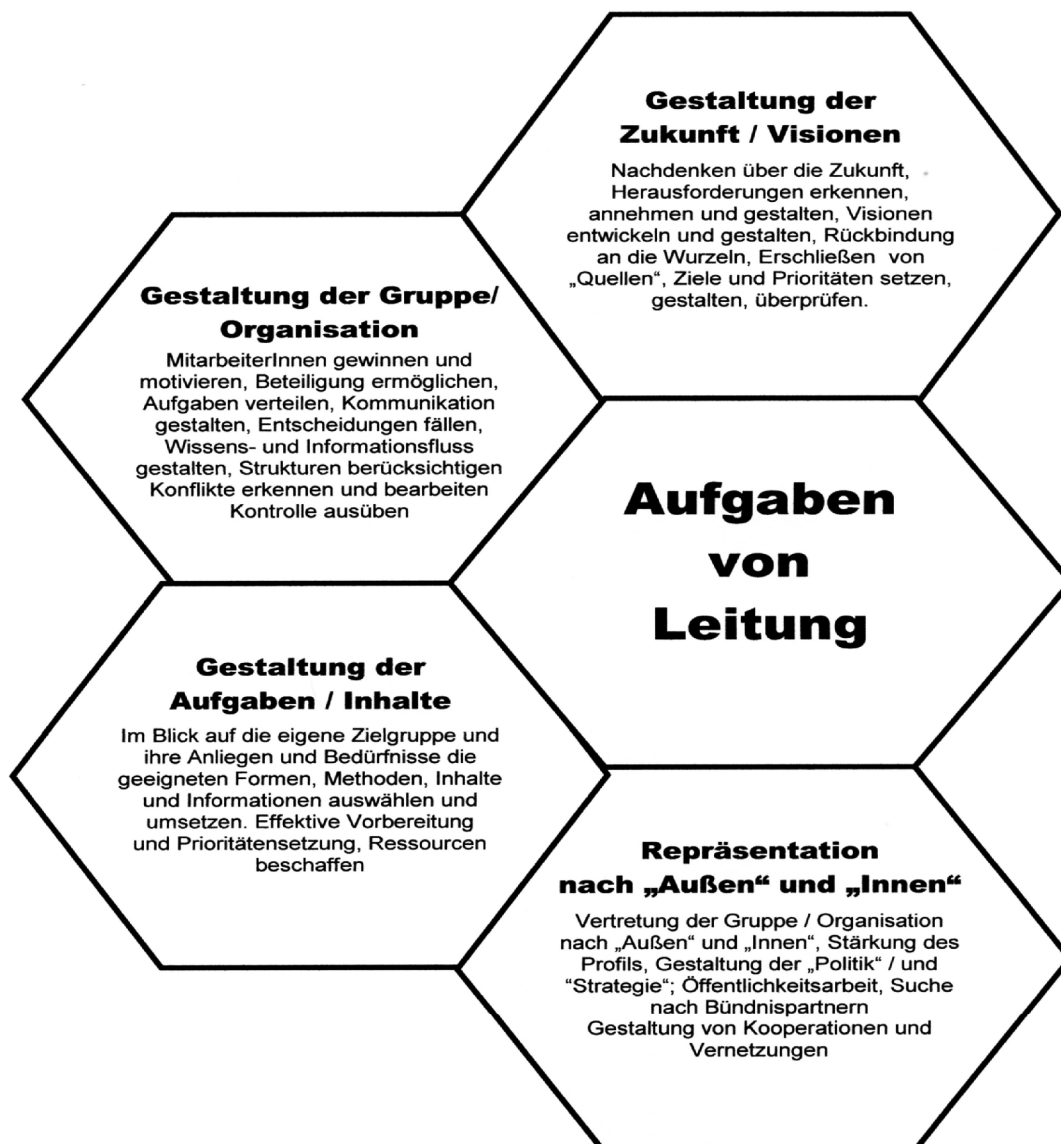 Gestaltung der
Zukunft / Visionen
Nachdenken über die Zukunft,
Herausforderungen erkennen,
annehmen und gestalten, Visionen
entwickeln und gestalten, Rückbindung
an die Wurzeln, Erschließen von
„Quellen“, Ziele und Prioritäten setzen,
gestalten, überprüfen.
Gestaltung der Gruppe/
Organisation
MitarbeiterInnen gewinnen und
motivieren, Beteiligung ermöglichen,
Aufgaben verteilen, Kommunikation
gestalten, Entscheidungen fällen,
Wissens- und Informationsfluss
gestalten, Strukturen berücksichtigen
Konflikte erkennen und bearbeiten
Kontrolle ausüben
Aufgaben
von
Leitung
Gestaltung der
Aufgaben / Inhalte
Im Blick auf die eigene Zielgruppe und
ihre Anliegen und Bedürfnisse die
geeigneten Formen, Methoden, Inhalte
und Informationen auswählen und
umsetzen. Effektive Vorbereitung
und Prioritätensetzung, Ressourcen
beschaffen
Repräsentation
nach „Außen“ und „Innen“
Vertretung der Gruppe / Organisation
nach „Außen“ und „Innen“, Stärkung des
Profils, Gestaltung der „Politik“ / und
“Strategie“; Öffentlichkeitsarbeit, Suche
nach Bündnispartnern
Gestaltung von Kooperationen und
Vernetzungen